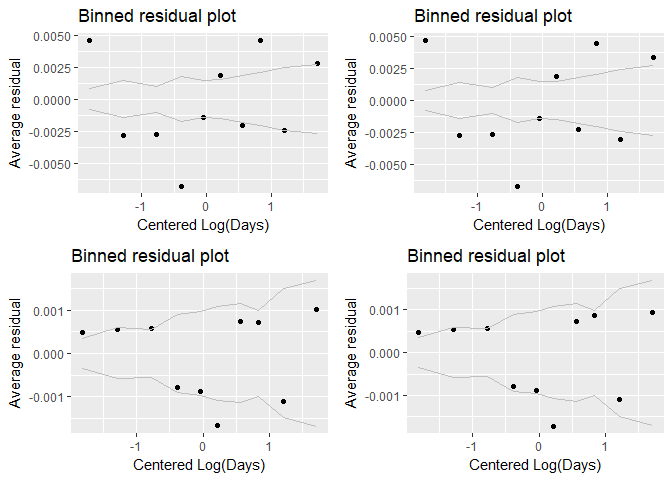 Binned residual plot
0.0050
0.0025
0.0000
-0.0025
-0.0050
Average residual
-1
0
1
Centered Log(Days)
Binned residual plot
0.0050
0.0025
0.0000
-0.0025
-0.0050
Average residual
-1
0
1
Centered Log(Days)
Binned residual plot
0.001
0.000
-0.001
Average residual
-1
0
1
Centered Log(Days)
Binned residual plot
0.001
0.000
-0.001
Average residual
-1
0
1
Centered Log(Days)